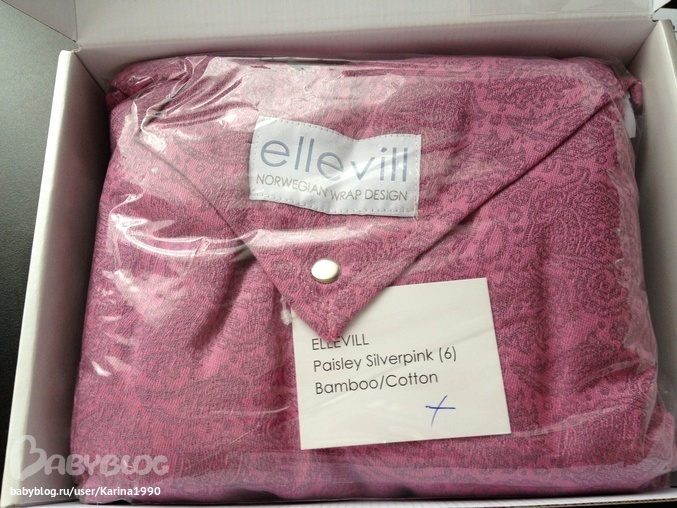 ellevill
NORWEGIAN WRAP DESIGN
ELLEVILL
Paisley Silverpink (6)
Bamboo/Cotton
BABYBLOG
babyblog.ru/user/Karina1990